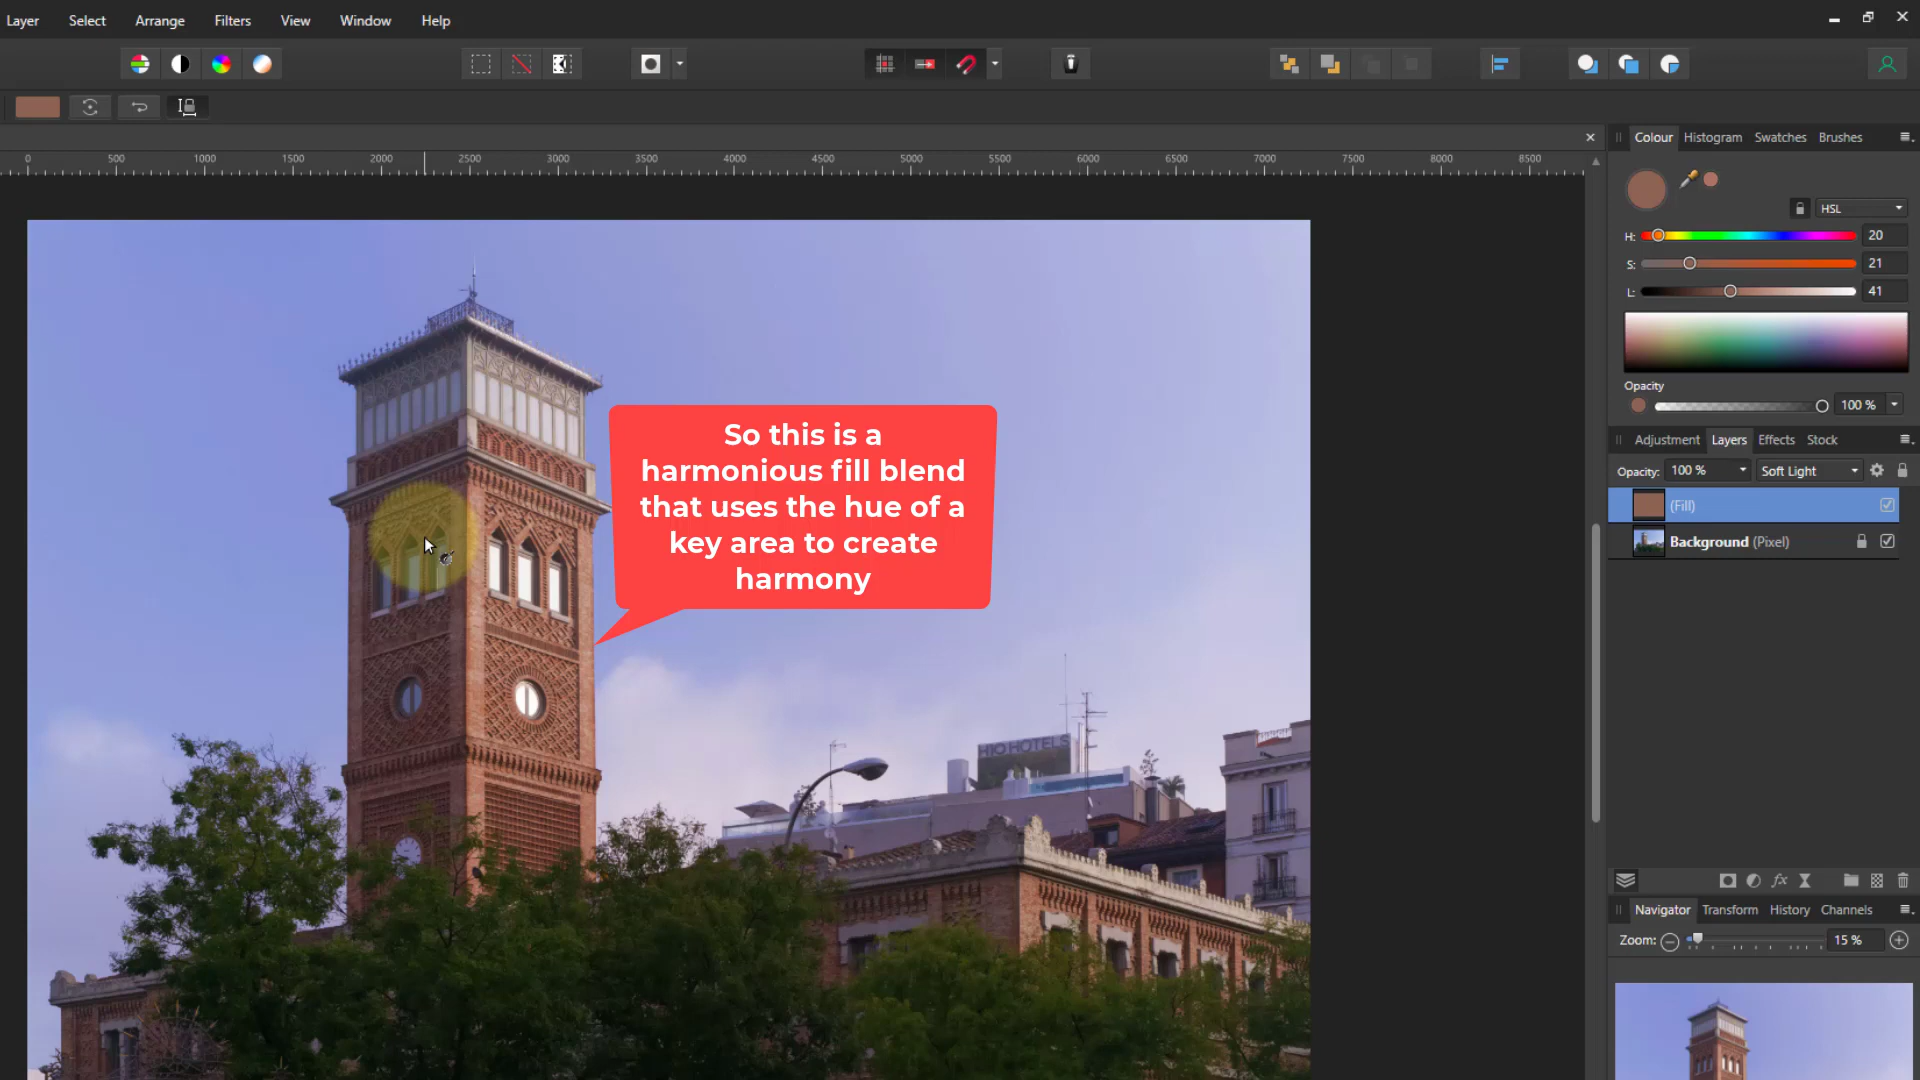 Layer Select Arrange Filters View Window Help
0 500 1000 1500 2000 2500 3000 3500 4000 4500 5000 5500 6000 6500 7000 7500 8000 8500
Colour Histogram Swatches Brushes
HSL
H: 20
S: 21
L: 41
Opacity
100 %
Adjustment Layers Effects Stock
Opacity: 100 % Soft Light
(Fill)
Background (Pixel)
So this is a
harmonious fill blend
that uses the hue of a
key area to create
harmony
HOTELS
fx
Navigator Transform History Channels
Zoom: 15 %